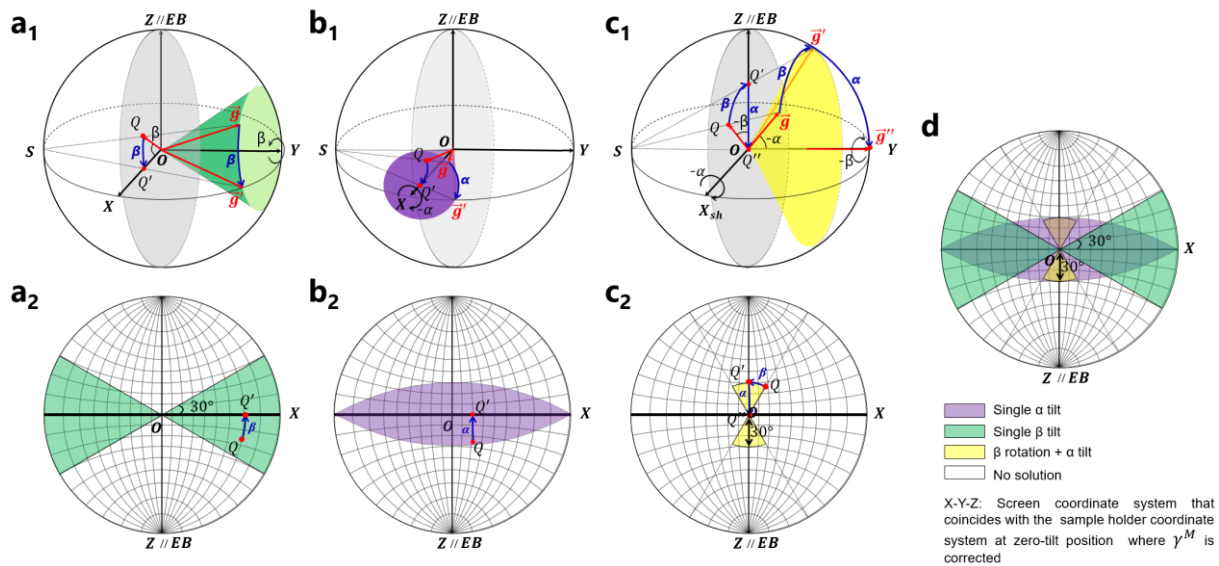 a1
Z//EB
Q
β
g⃗
β
β
S
O
Y
β
Q'
g⃗'
X
b1
Z//EB
O
S
Y
Q
g⃗
α
Q'
X
-α
g⃗'
c1
Z//EB
g⃗'
Q'
β
β
α
Q
-β
α
g⃗
g⃗''
S
O
-α
Y
Q''
-β
-α
Xsh
d
X
30°
O
30°
Z//EB
a2
30°
Q'
X
O
β
Q
Z//EB
b2
Q'
X
O
α
Q
Z//EB
c2
Q'
β
Q
α
O
X
Q''
30°
Z//EB
Single α tilt
Single β tilt
β rotation + α tilt
No solution
X-Y-Z: Screen coordinate system that
coincides with the sample holder coordinate
system at zero-tilt position where γ^M is
corrected